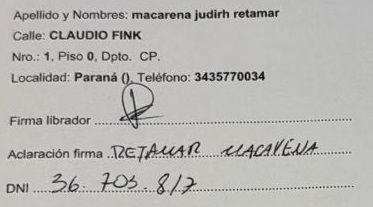 Apellido y Nombres: macarena judirh retamar
Calle: CLAUDIO FINK
Nro.: 1, Piso 0, Dpto. CP.
Localidad: Paraná (), Teléfono: 3435770034
Firma librador
Aclaración firma RETAMAR MACARENA
DNI 36.703.817